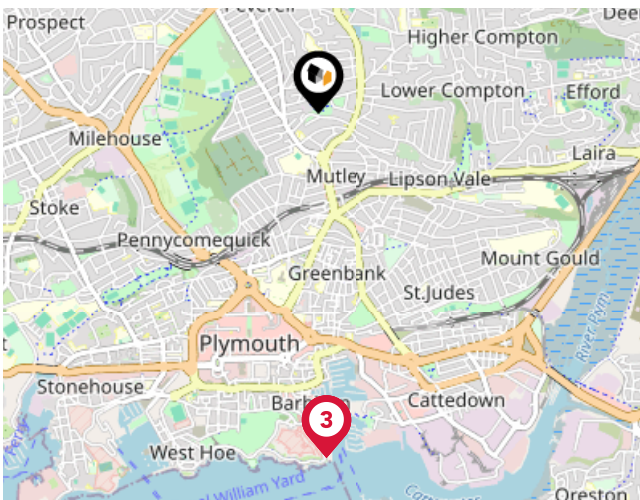 Prospect
Peverell
Higher Compton
Lower Compton
Efford
Milehouse
Laira
Mutley
Lipson Vale
Stoke
Pennycomequick
Mount Gould
Greenbank
St.Judes
River Plym
Plymouth
Stonehouse
Cattedown
3
West Hoe
William Yard
Oreston